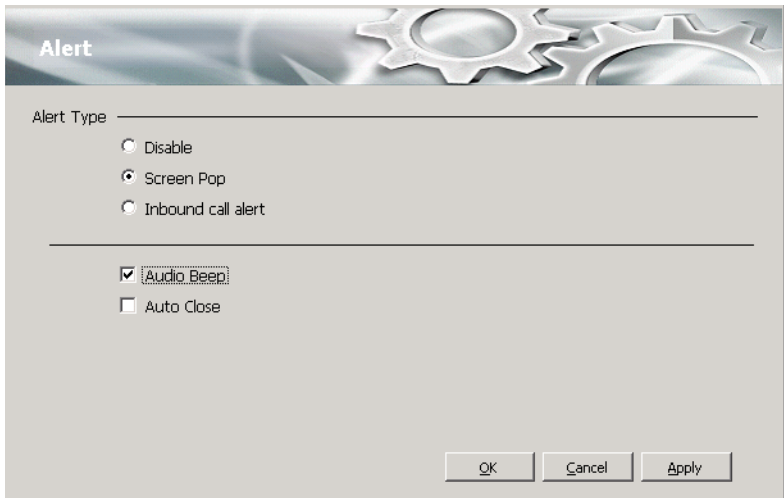 Alert
Alert Type
Disable
Screen Pop
Inbound call alert
Audio Beep
Auto Close
OK Cancel Apply